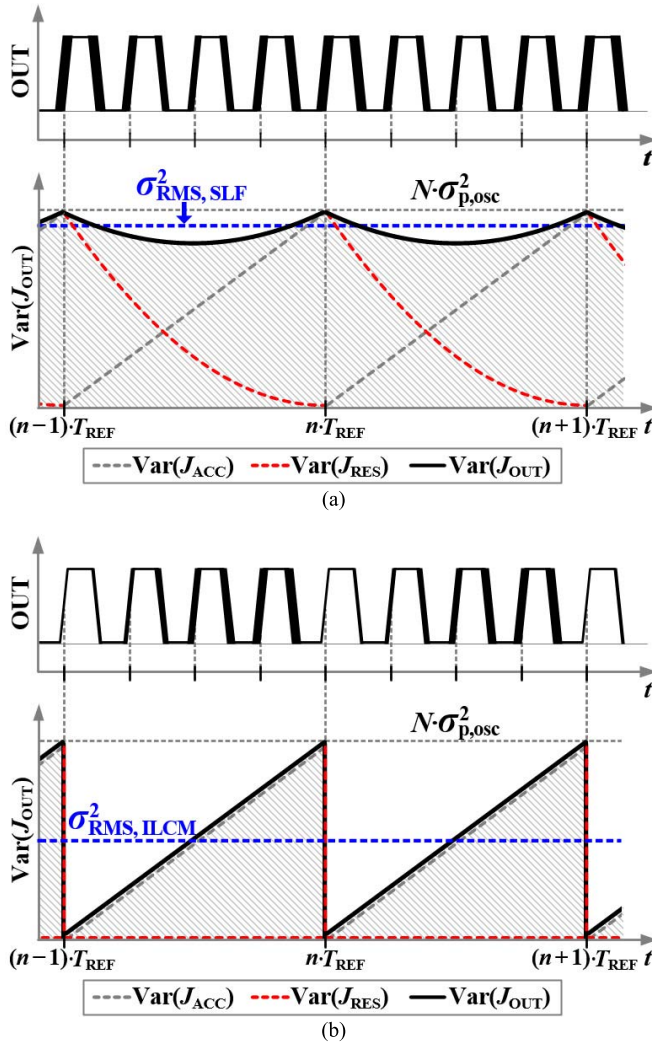 OUT
t
σ²RMS, SLF
N·σ²p,osc
Var(JOUT)
(n−1)·TREF
n·TREF
(n+1)·TREF t
Var(JACC) Var(JRES) Var(JOUT)
(a)
OUT
t
N·σ²p,osc
σ²RMS, ILCM
Var(JOUT)
(n−1)·TREF
n·TREF
(n+1)·TREF t
Var(JACC) Var(JRES) Var(JOUT)
(b)